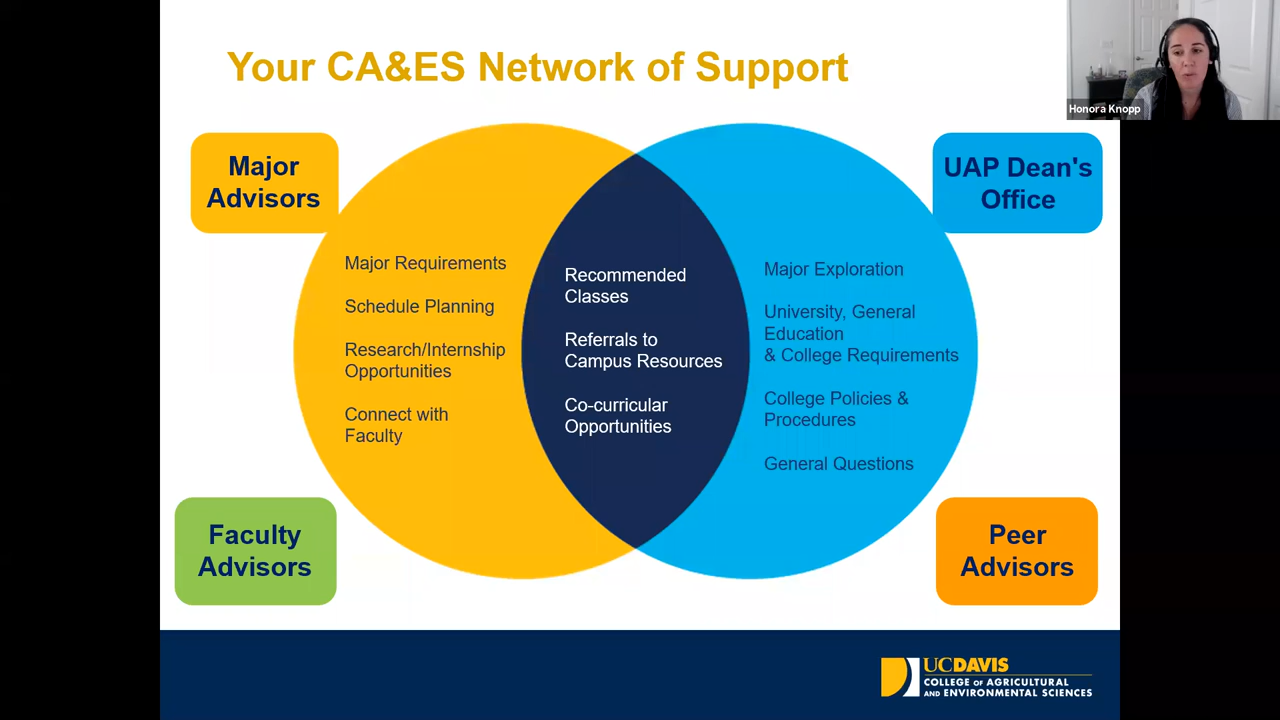 Your CA&ES Network of Support
Honora Knopp
Major
Advisors
UAP Dean's
Office
Major Requirements
Schedule Planning
Research/Internship
Opportunities
Connect with
Faculty
Recommended
Classes
Referrals to
Campus Resources
Co-curricular
Opportunities
Major Exploration
University, General
Education
& College Requirements
College Policies &
Procedures
General Questions
Faculty
Advisors
Peer
Advisors
UCDAVIS
COLLEGE OF AGRICULTURAL
AND ENVIRONMENTAL SCIENCES